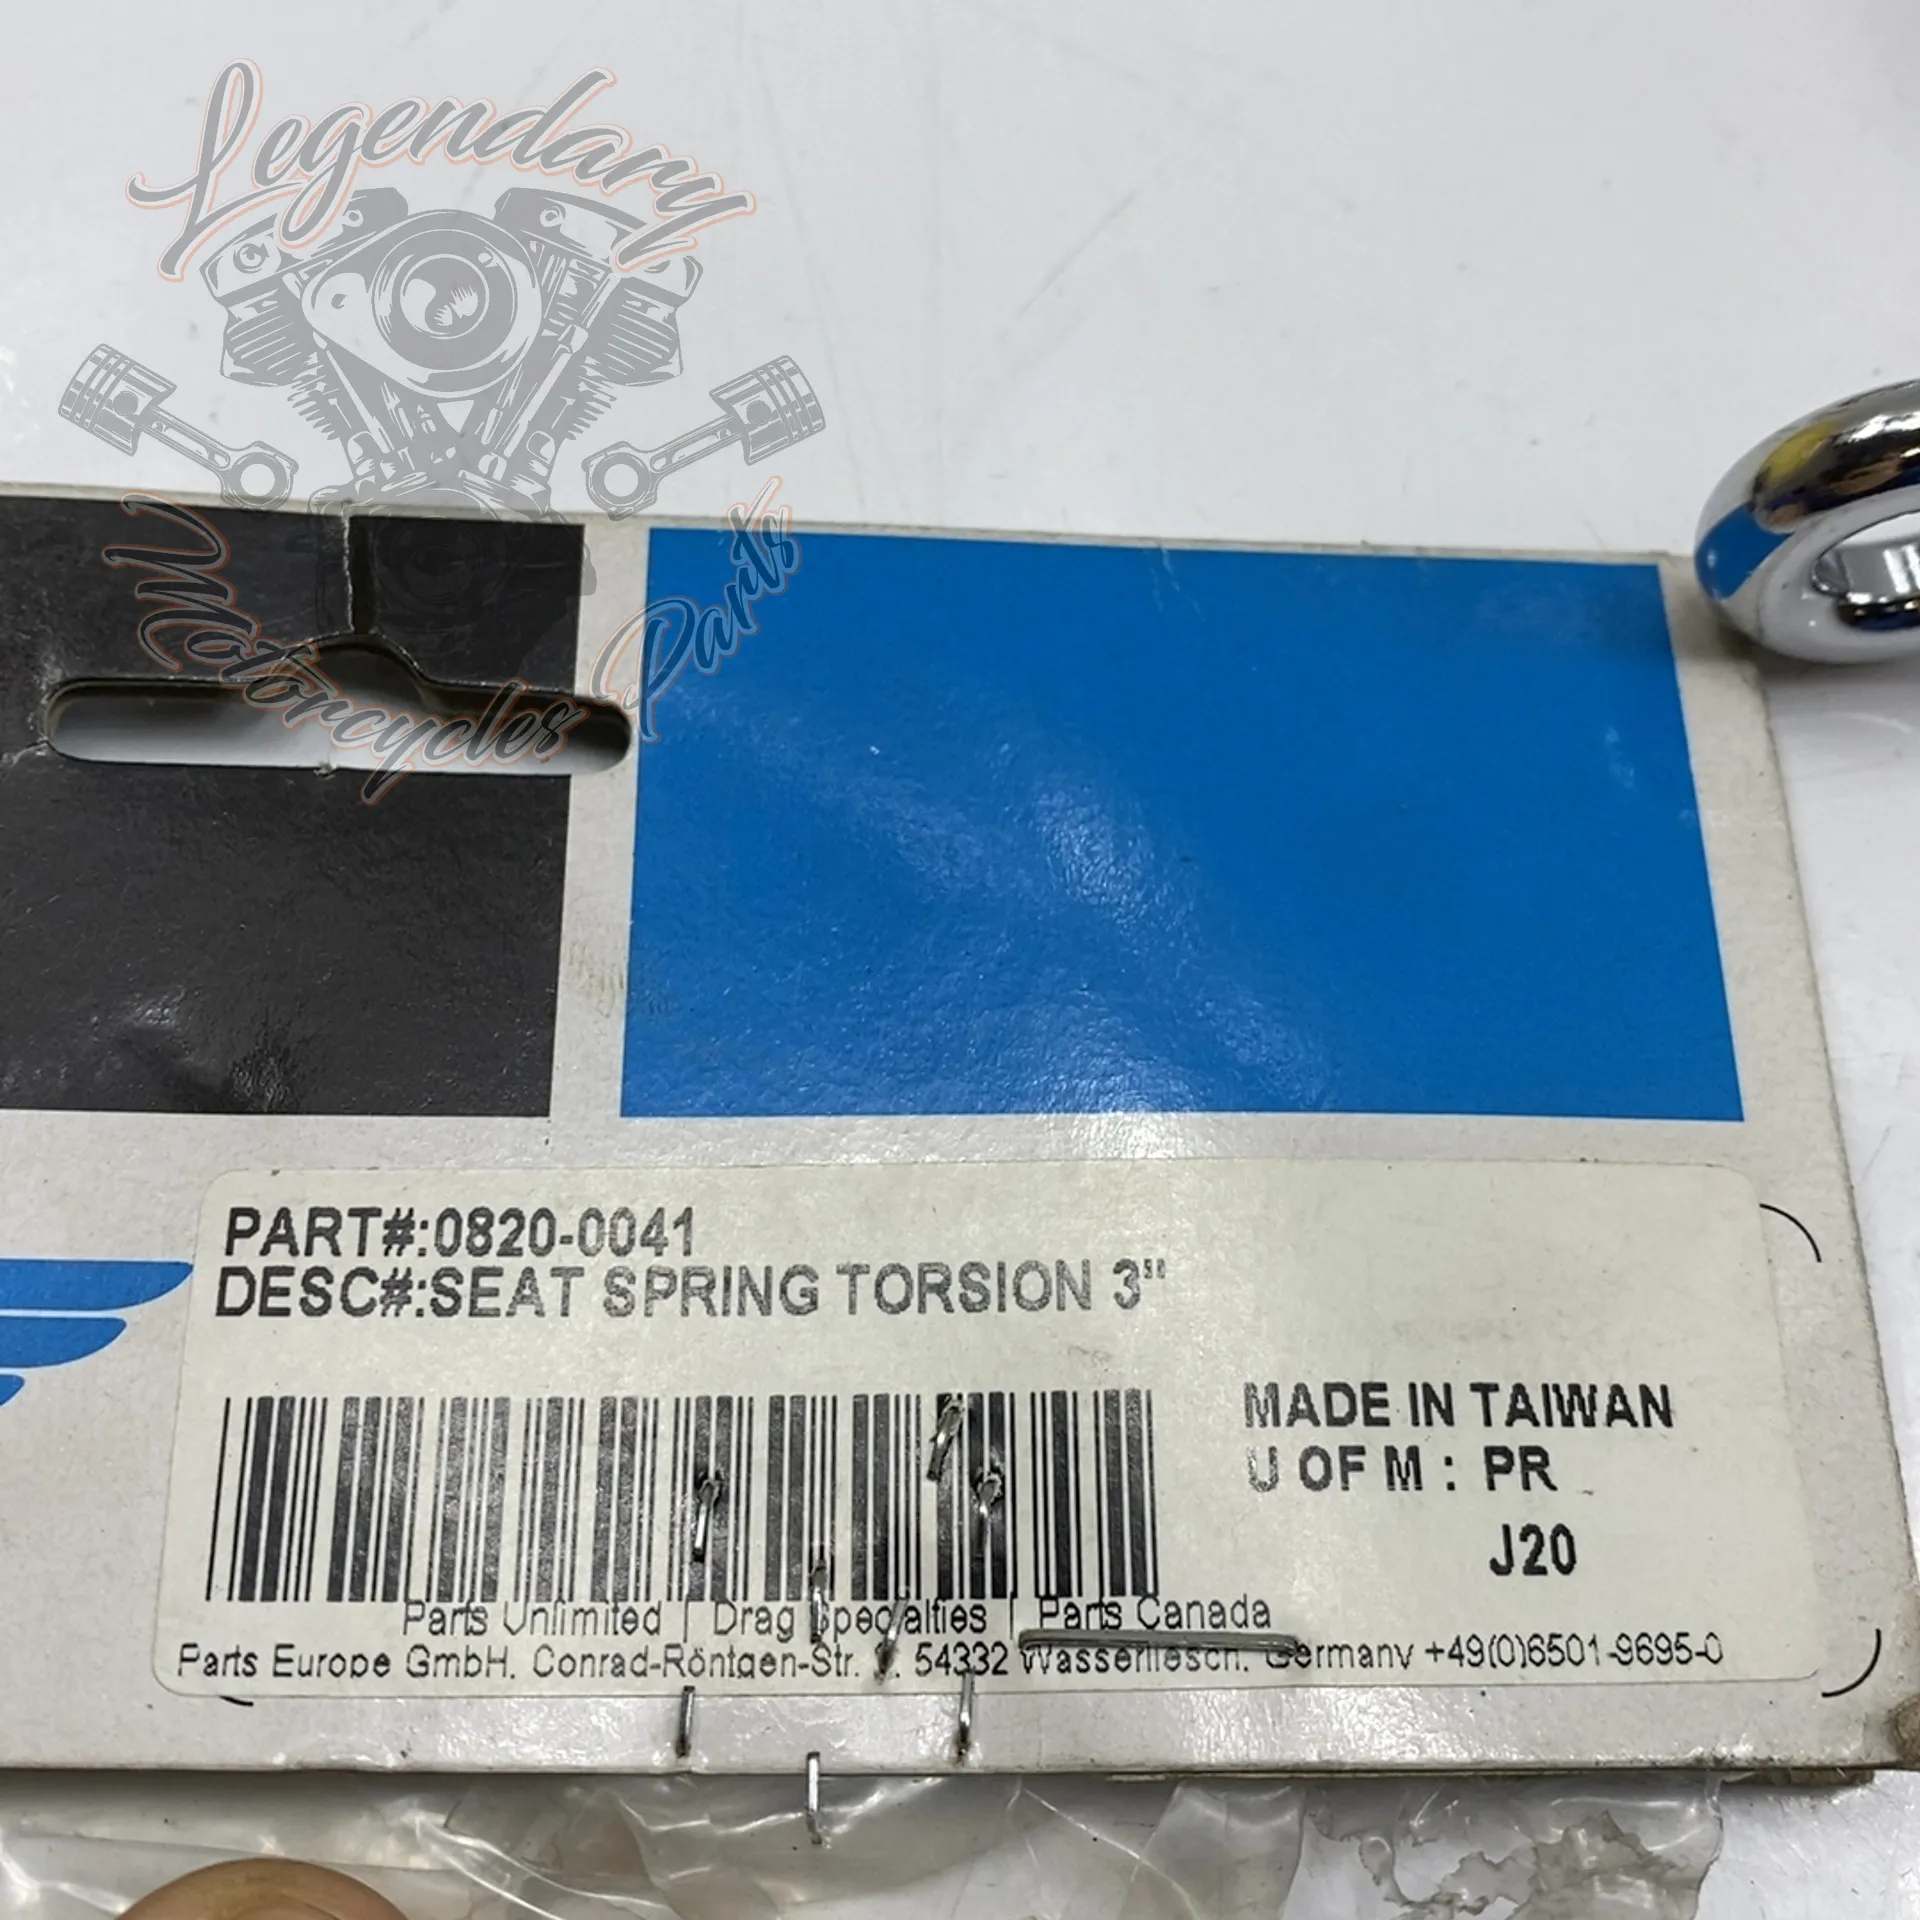 Legendary
Motorcycles Parts
PART#:0820-0041
DESC#:SEAT SPRING TORSION 3"
MADE IN TAIWAN
U OF M : PR
J20
Parts Unlimited | Drag Specialties | Parts Canada
Parts Europe GmbH, Conrad-Röntgen-Str. 54332 Wasserliesch, Germany +49(0)6501-9695-0